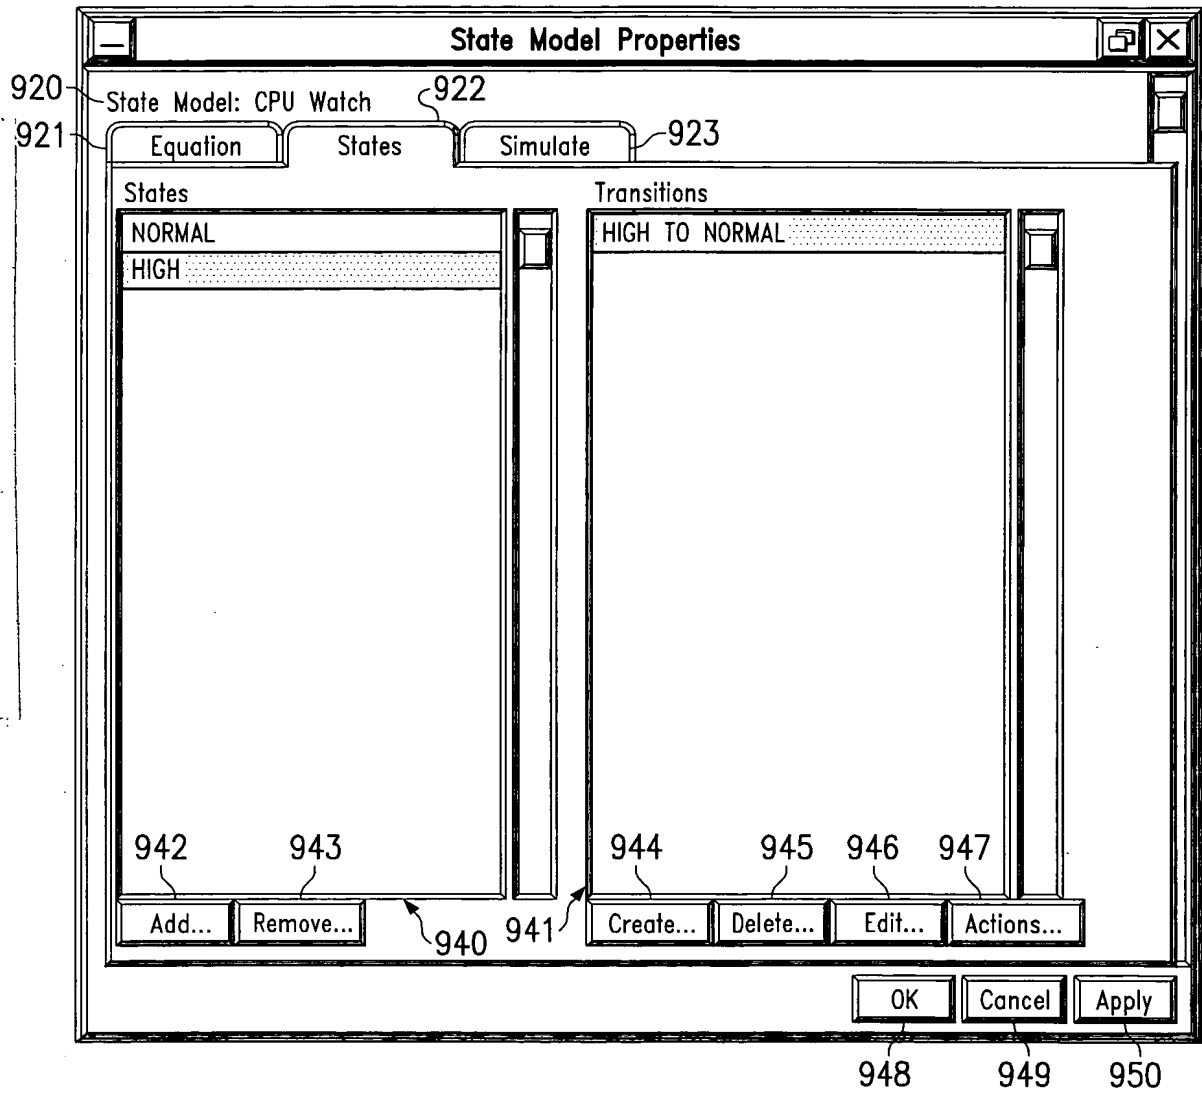 State Model Properties
920
State Model: CPU Watch
922
921
Equation
States
Simulate
923
States
Transitions
NORMAL
HIGH
HIGH TO NORMAL
942
943
944
945
946
947
Add...
Remove...
940
941
Create...
Delete...
Edit...
Actions...
OK
Cancel
Apply
948
949
950